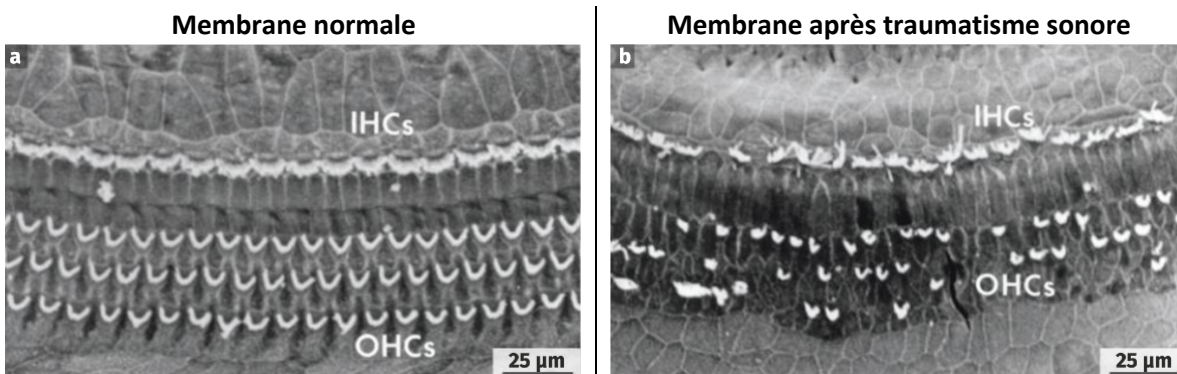 Membrane normale
a
IHCs
OHCs
25 µm
Membrane après traumatisme sonore
b
IHCs
OHCs
25 µm